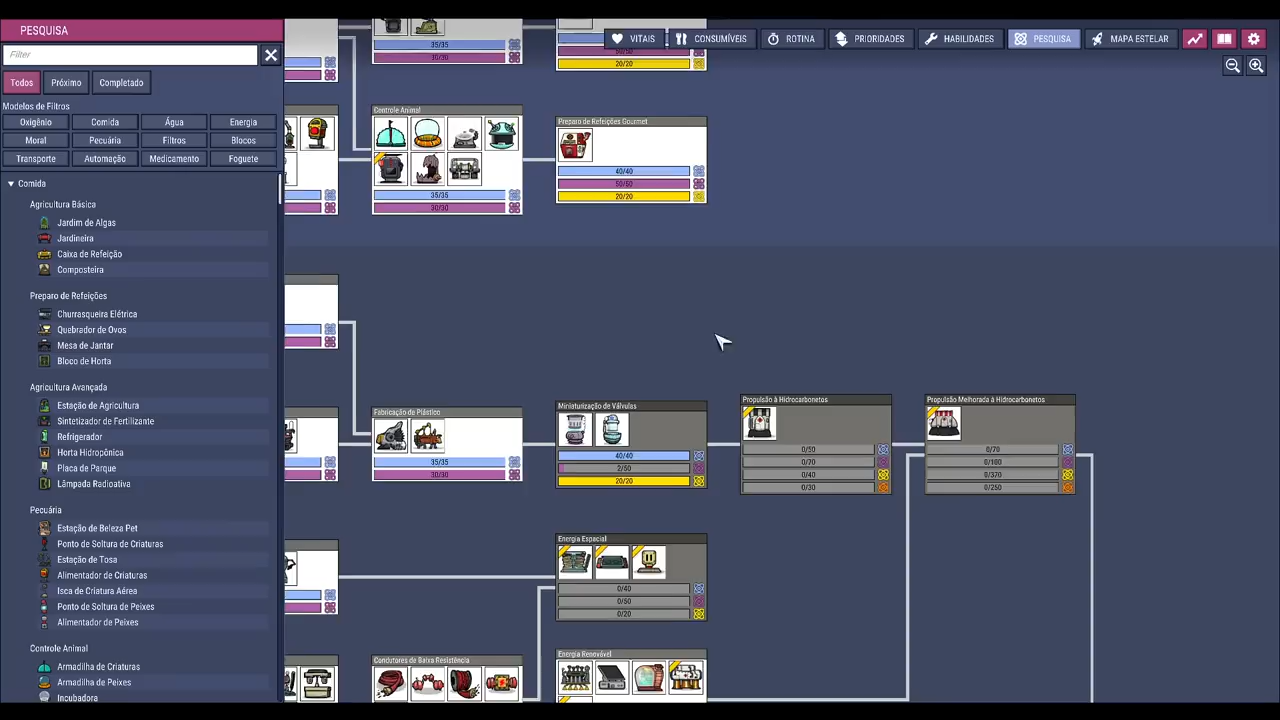 PESQUISA
Filter
Todos
Próximo
Completado
Modelos de Filtros
Oxigênio
Comida
Água
Energia
Moral
Pecuária
Filtros
Blocos
Transporte
Automação
Medicamento
Foguete
Comida
Agricultura Básica
Jardim de Algas
Jardineira
Caixa de Refeição
Composteira
Preparo de Refeições
Churrasqueira Elétrica
Quebrador de Ovos
Mesa de Jantar
Bloco de Horta
Agricultura Avançada
Estação de Agricultura
Sintetizador de Fertilizante
Refrigerador
Horta Hidropônica
Placa de Parque
Lâmpada Radioativa
Pecuária
Estação de Beleza Pet
Ponto de Soltura de Criaturas
Estação de Tosa
Alimentador de Criaturas
Isca de Criatura Aérea
Ponto de Soltura de Peixes
Alimentador de Peixes
Controle Animal
Armadilha de Criaturas
Armadilha de Peixes
Incubadora
VITAIS
CONSUMÍVEIS
ROTINA
PRIORIDADES
HABILIDADES
PESQUISA
MAPA ESTELAR
35/35
30/30
20/20
Controle Animal
35/35
30/30
Preparo de Refeições Gourmet
40/40
50/50
20/20
Fabricação de Plástico
35/35
30/30
Miniaturização de Válvulas
40/40
2/50
20/20
Propulsão à Hidrocarbonetos
0/50
0/70
0/40
0/30
Propulsão Melhorada à Hidrocarbonetos
0/70
0/160
0/370
0/250
Energia Espacial
0/40
0/50
0/20
Condutores de Baixa Resistência
Energia Renovável